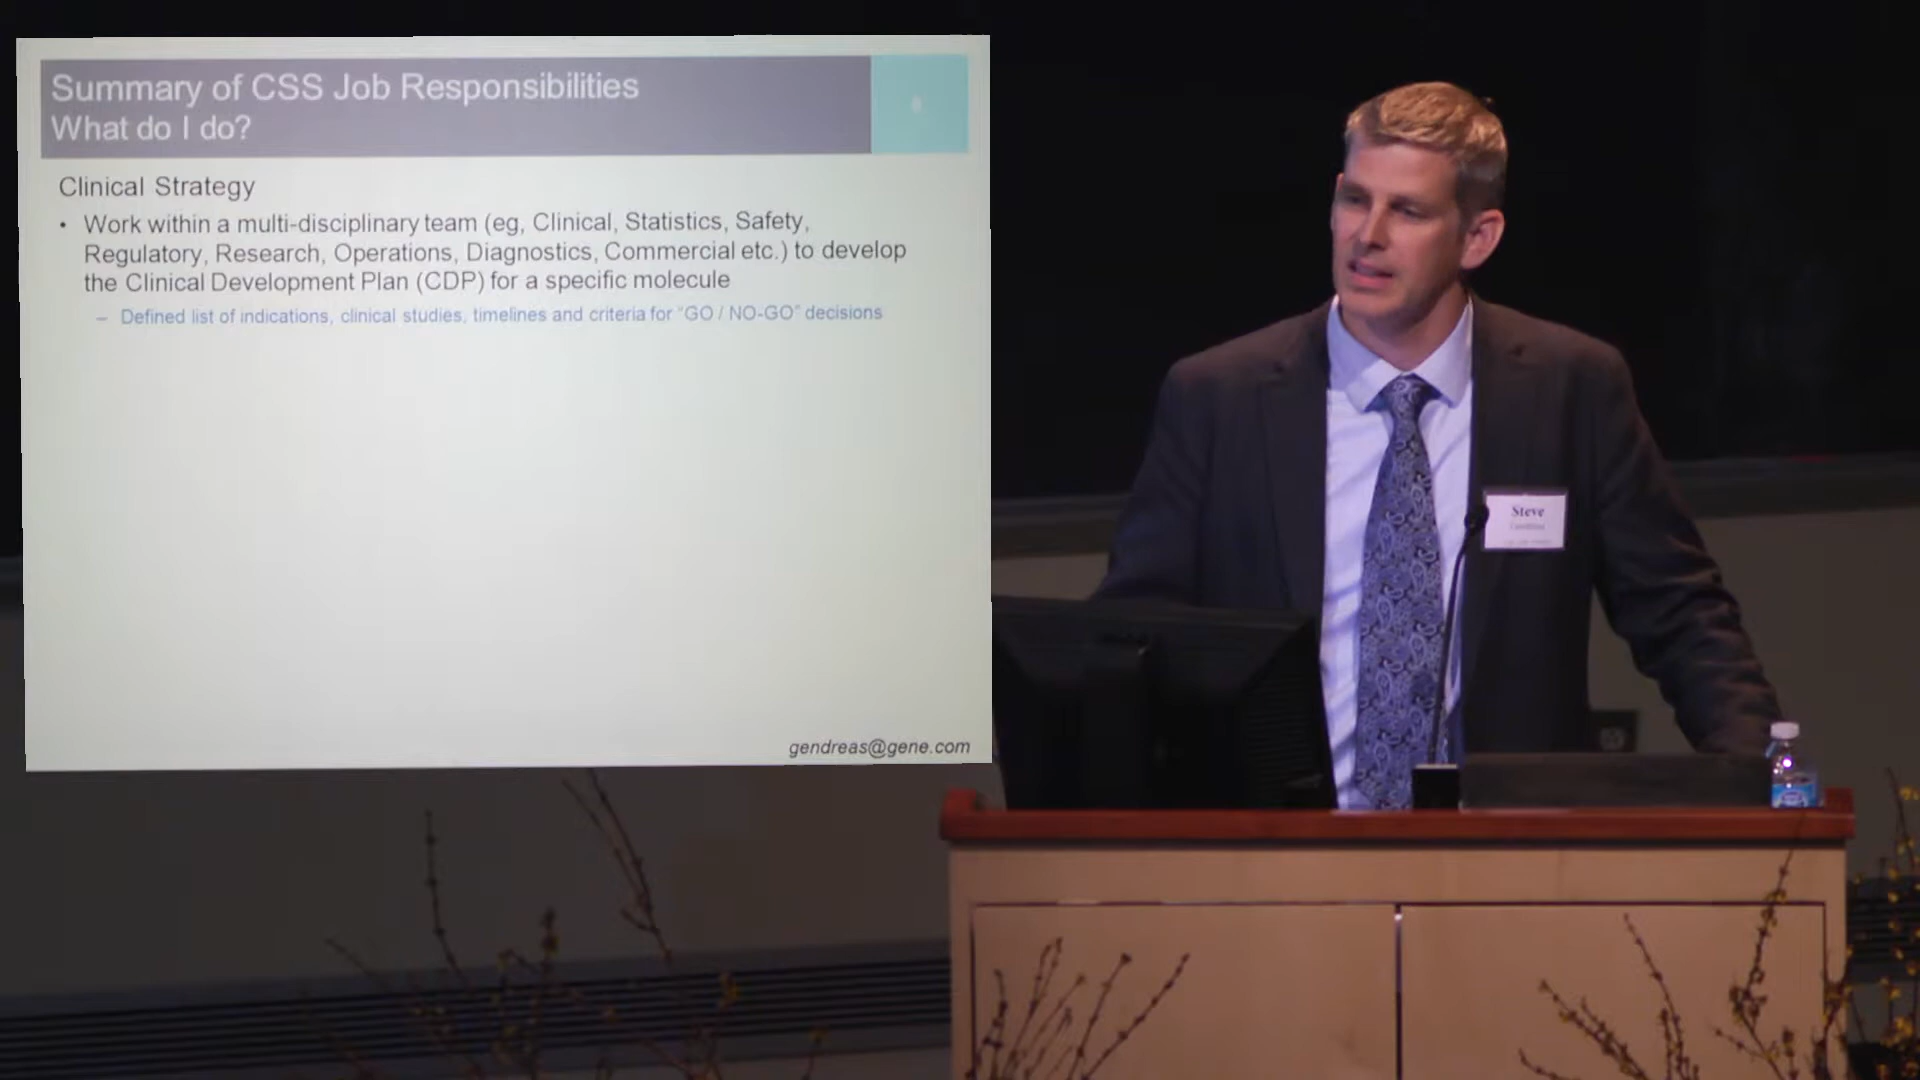 Summary of CSS Job Responsibilities
What do I do?
Clinical Strategy
• Work within a multi-disciplinary team (eg, Clinical, Statistics, Safety,
Regulatory, Research, Operations, Diagnostics, Commercial etc.) to develop
the Clinical Development Plan (CDP) for a specific molecule
– Defined list of indications, clinical studies, timelines and criteria for “GO / NO-GO” decisions
gendreas@gene.com
Steve